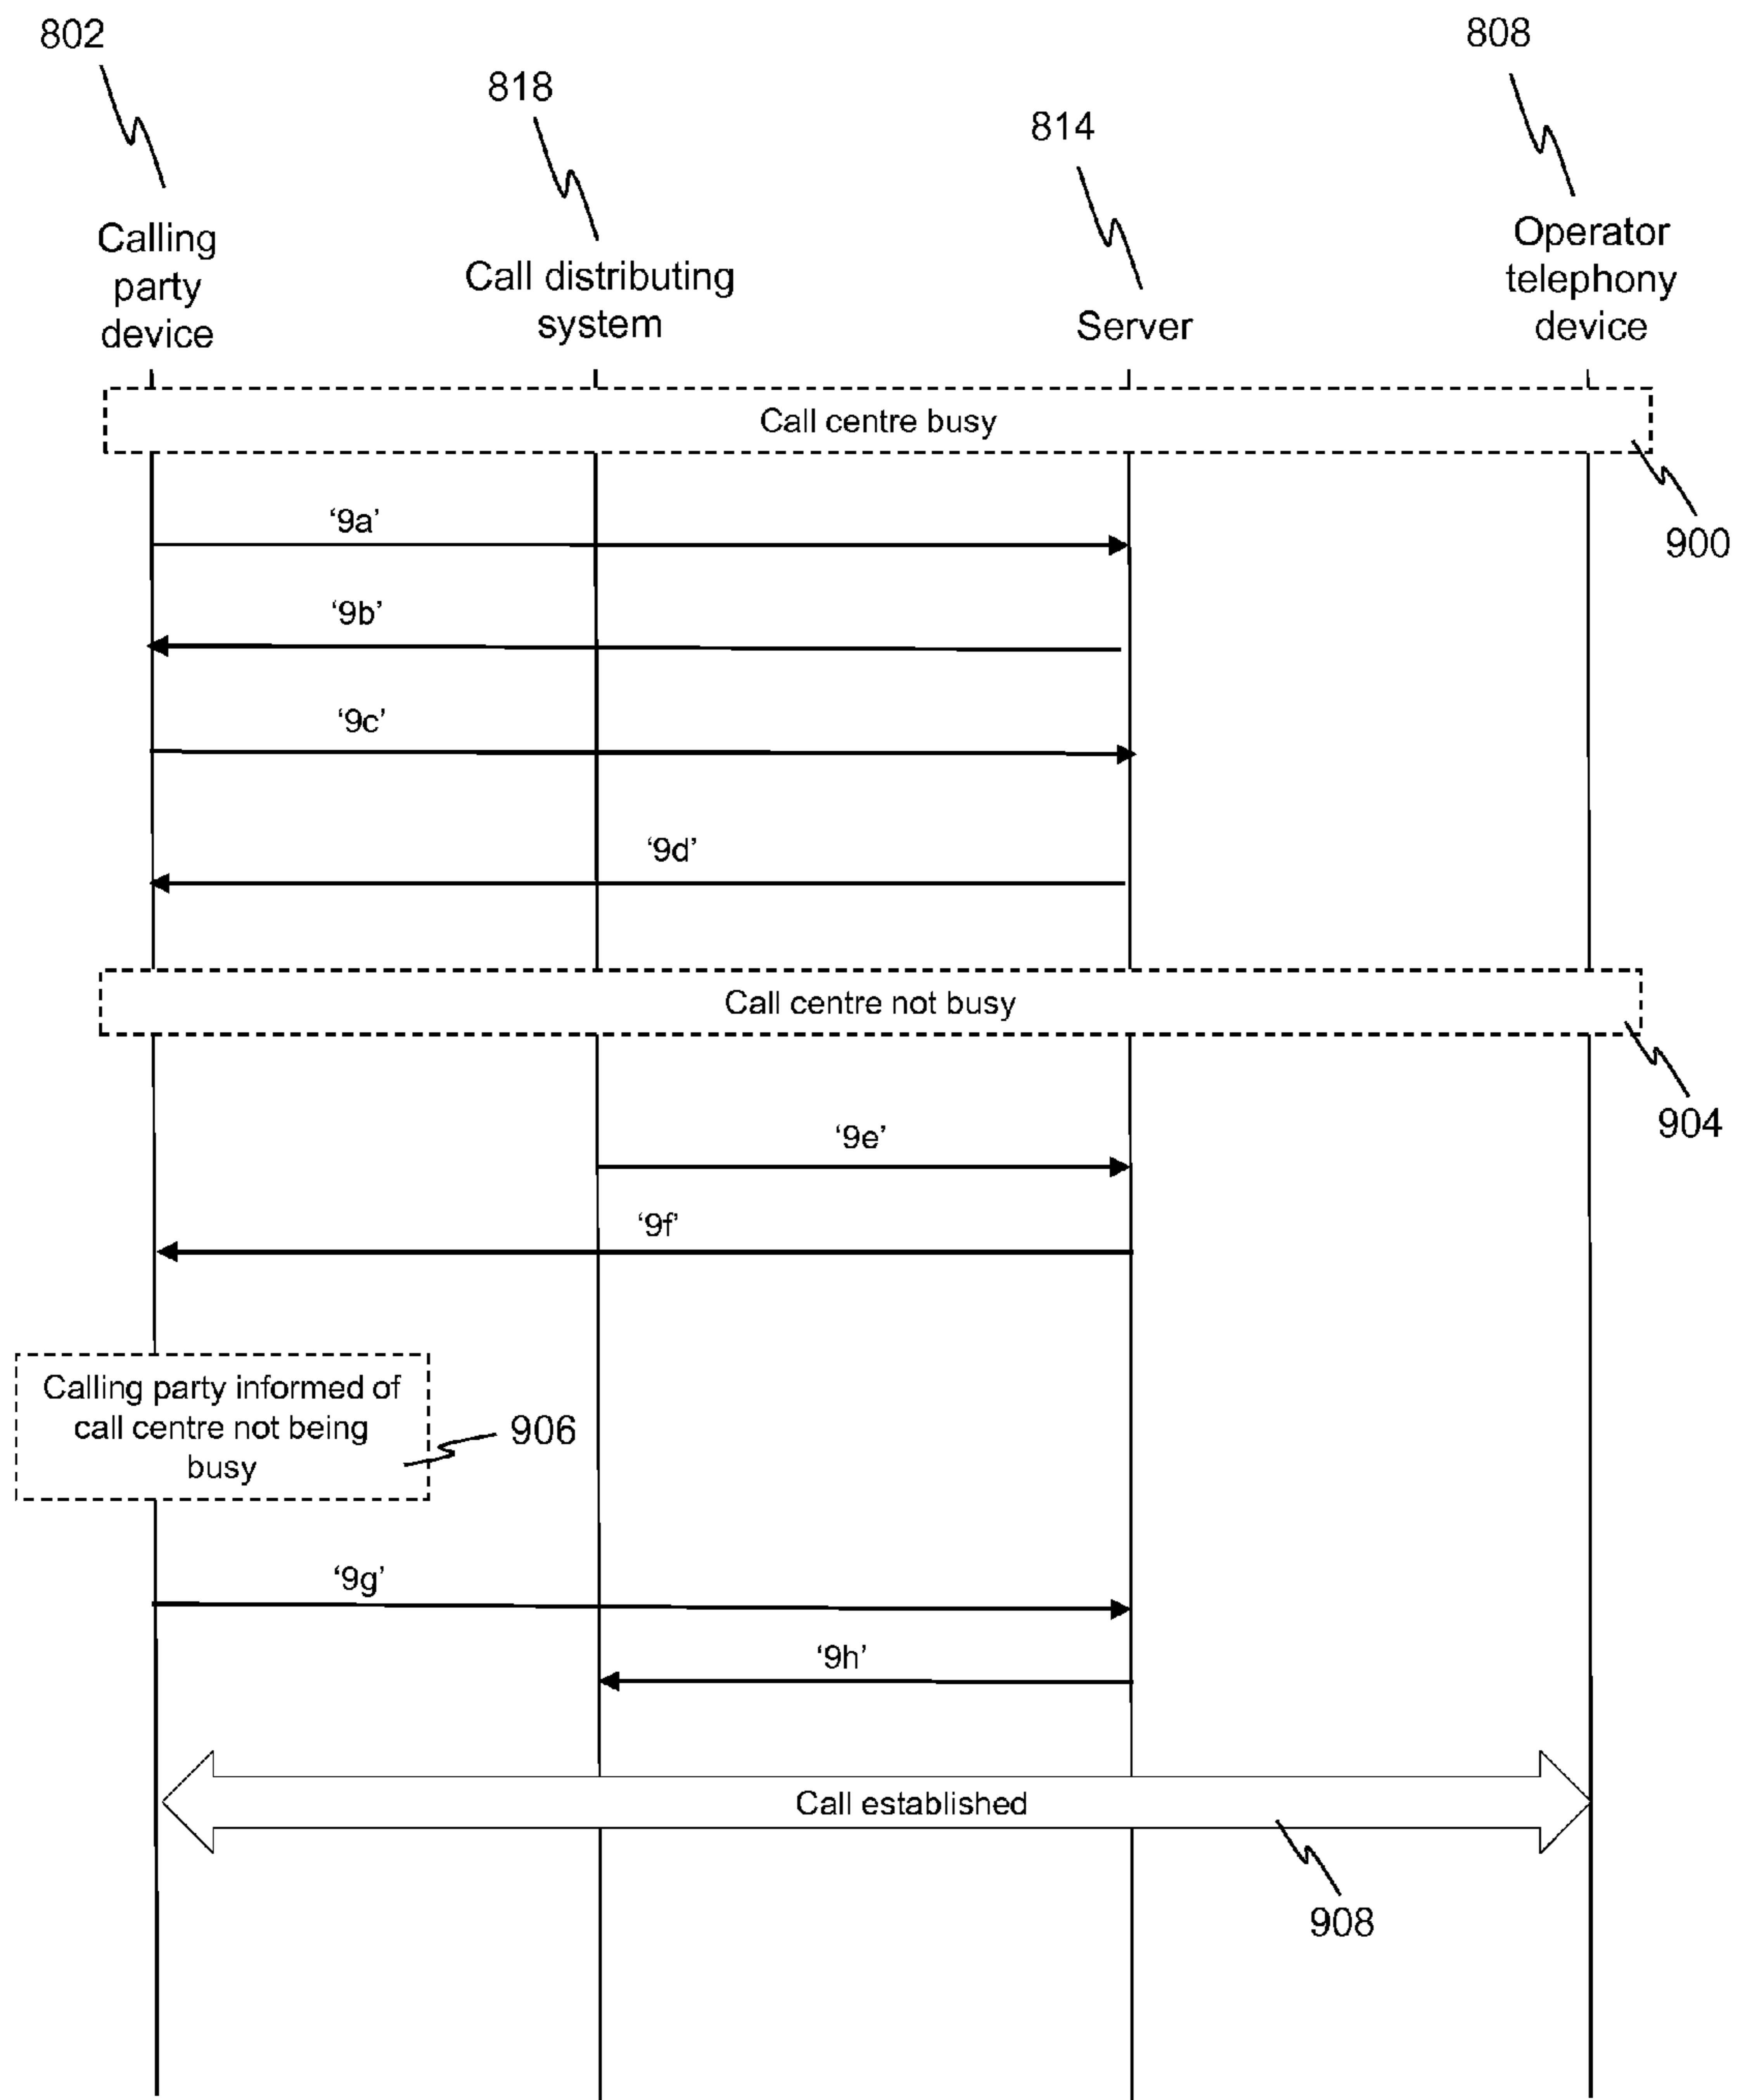 802
818
814
808
Calling
party
device
Call distributing
system
Server
Operator
telephony
device
Call centre busy
900
‘9a’
‘9b’
‘9c’
‘9d’
Call centre not busy
904
‘9e’
‘9f’
Calling party informed of
call centre not being
busy
906
‘9g’
‘9h’
Call established
908